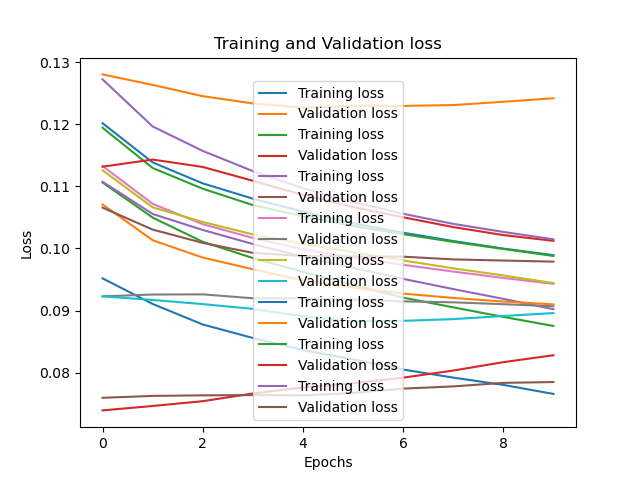 Training and Validation loss
0.13
0.12
0.11
0.10
0.09
0.08
Loss
Training loss
Validation loss
Training loss
Validation loss
Training loss
Validation loss
Training loss
Validation loss
Training loss
Validation loss
Training loss
Validation loss
Training loss
Validation loss
Training loss
Validation loss
0 2 4 6 8
Epochs